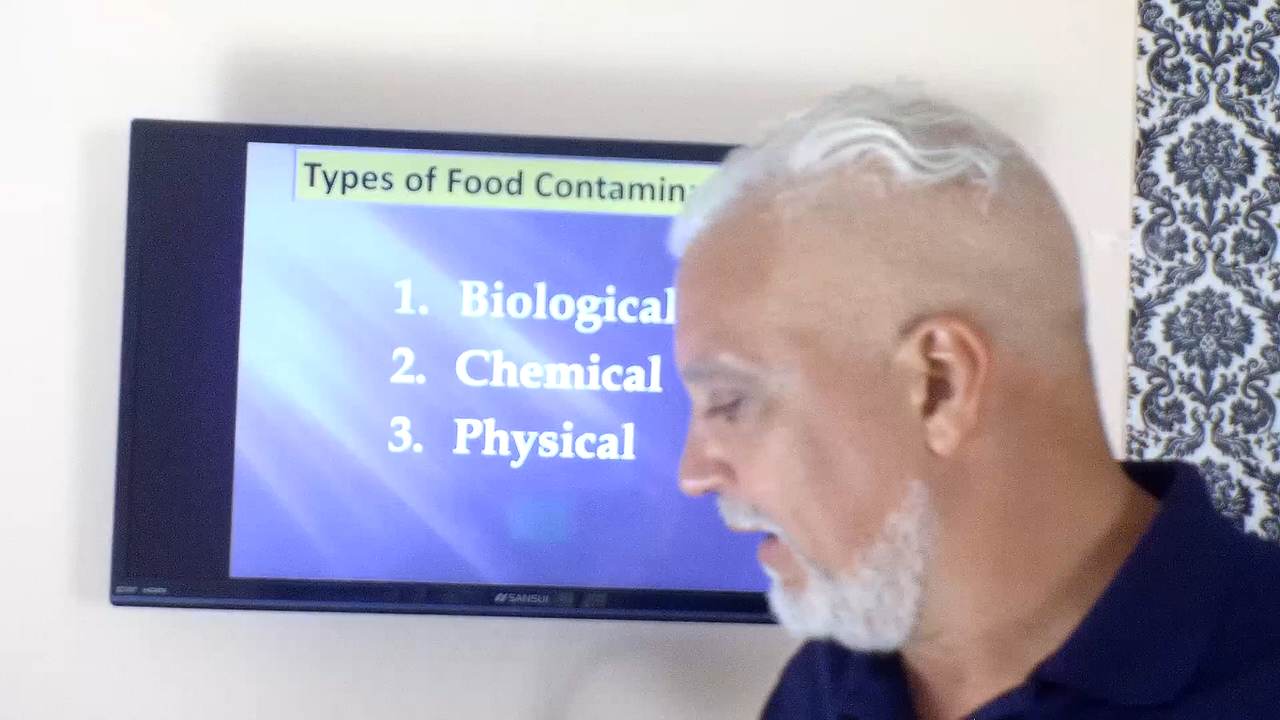 Types of Food Contamin
1. Biological
2. Chemical
3. Physical
SANSUI